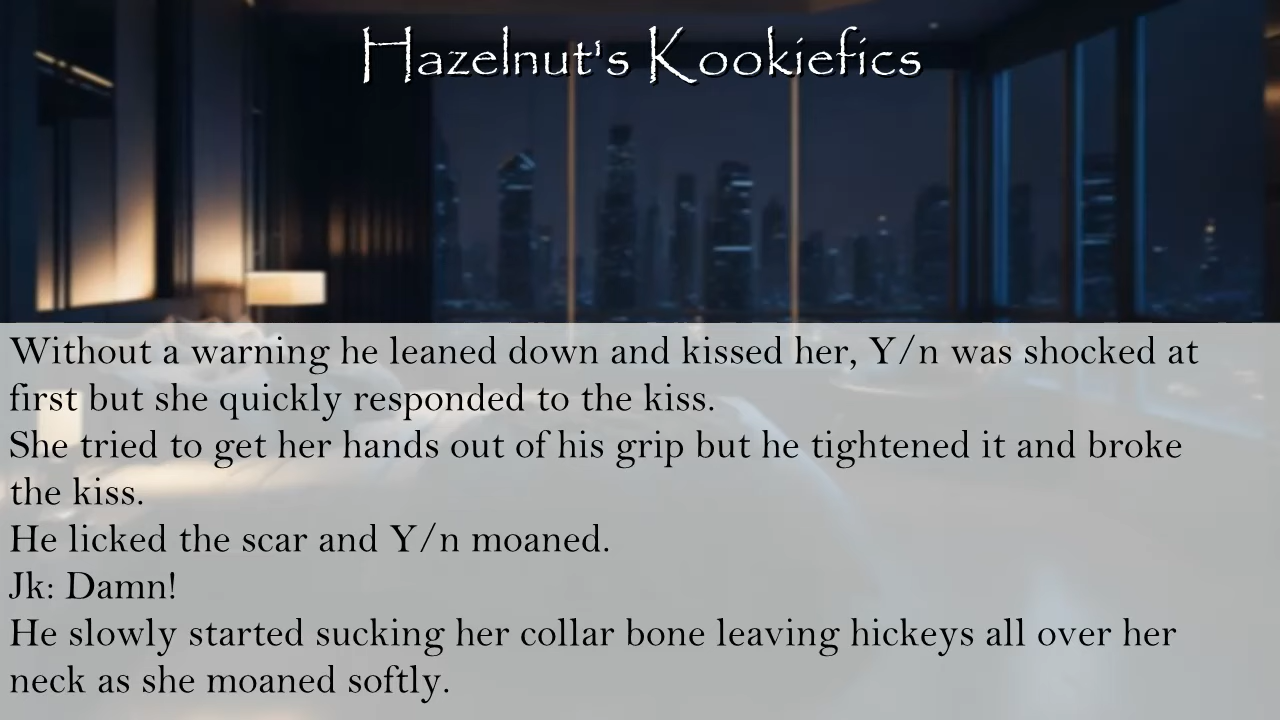 Hazelnut's Kookiefics
Without a warning he leaned down and kissed her, Y/n was shocked at
first but she quickly responded to the kiss.
She tried to get her hands out of his grip but he tightened it and broke
the kiss.
He licked the scar and Y/n moaned.
Jk: Damn!
He slowly started sucking her collar bone leaving hickeys all over her
neck as she moaned softly.